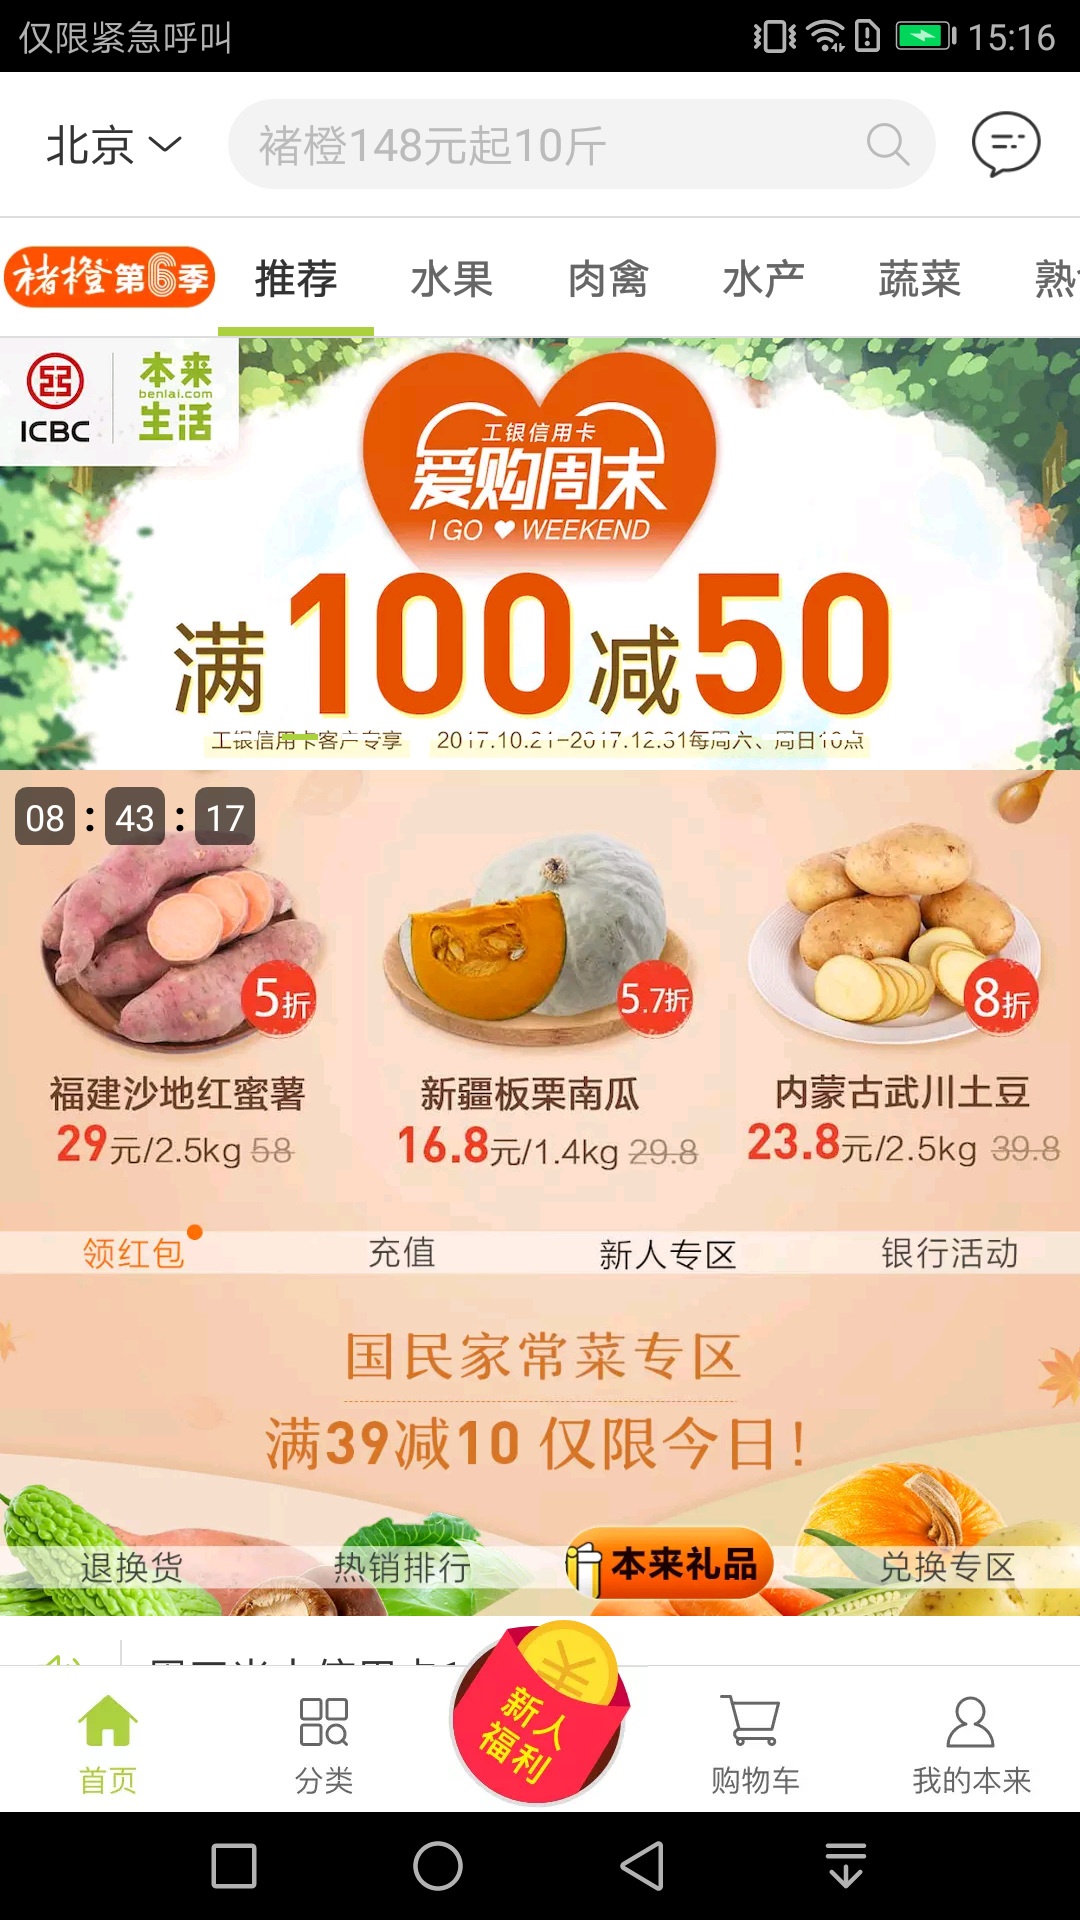 仅限紧急呼叫
15:16
北京
褚橙148元起10斤
褚橙第6季
推荐
水果
肉禽
水产
蔬菜
ICBC
本来
benlai.com
生活
工银信用卡
爱购周末
I GO WEEKEND
满100减50
工银信用卡客户专享 2017.10.21-2017.12.31每周六、周日10点
08 : 43 : 17
5折
5.7折
8折
福建沙地红蜜薯
新疆板栗南瓜
内蒙古武川土豆
29元/2.5kg 58
16.8元/1.4kg 29.8
23.8元/2.5kg 39.8
领红包
充值
新人专区
银行活动
国民家常菜专区
满39减10 仅限今日!
退换货
热销排行
本来礼品
兑换专区
新人
福利
首页
分类
购物车
我的本来